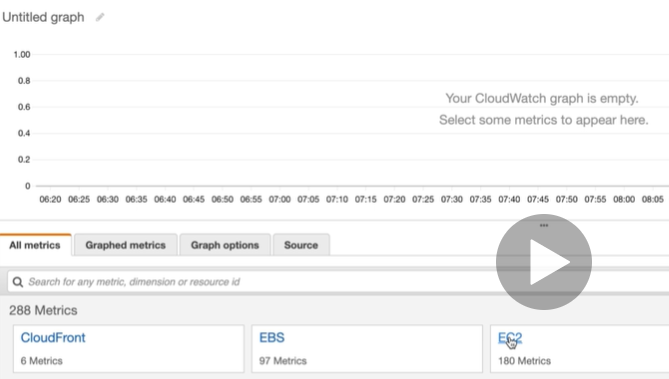 Untitled graph
1.00
0.8
Your CloudWatch graph is empty.
0.6
Select some metrics to appear here.
0.4
0.2
0
06:20 06:25 06:30 06:35 06:40 06:45 06:50 06:55 07:00 07:05 07:10 07:15 07:20 07:25 07:30 07:35 07:40 07:45 07:50 07:55 08:00 08:05
All metrics Graphed metrics Graph options Source
Search for any metric, dimension or resource id
288 Metrics
CloudFront EBS EC2
6 Metrics 97 Metrics 180 Metrics